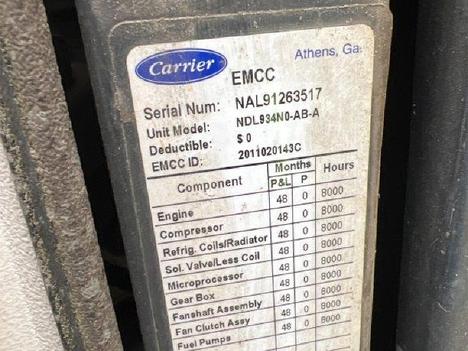 Carrier
Athens, Ga
EMCC
Serial Num: NAL91263517
Unit Model: NDL934N0-AB-A
Deductible: $ 0
EMCC ID: 2011020143C
Component Months Hours
P&L P
Engine 48 0 8000
Compressor 48 0 8000
Refrig. Coils/Radiator 48 0 8000
Sol. Valve/Less Coil 48 0 8000
Microprocessor 48 0 8000
Gear Box 48 0 8000
Fanshaft Assembly 48 0 8000
Fan Clutch Assy 48 0 8000
Fuel Pumps